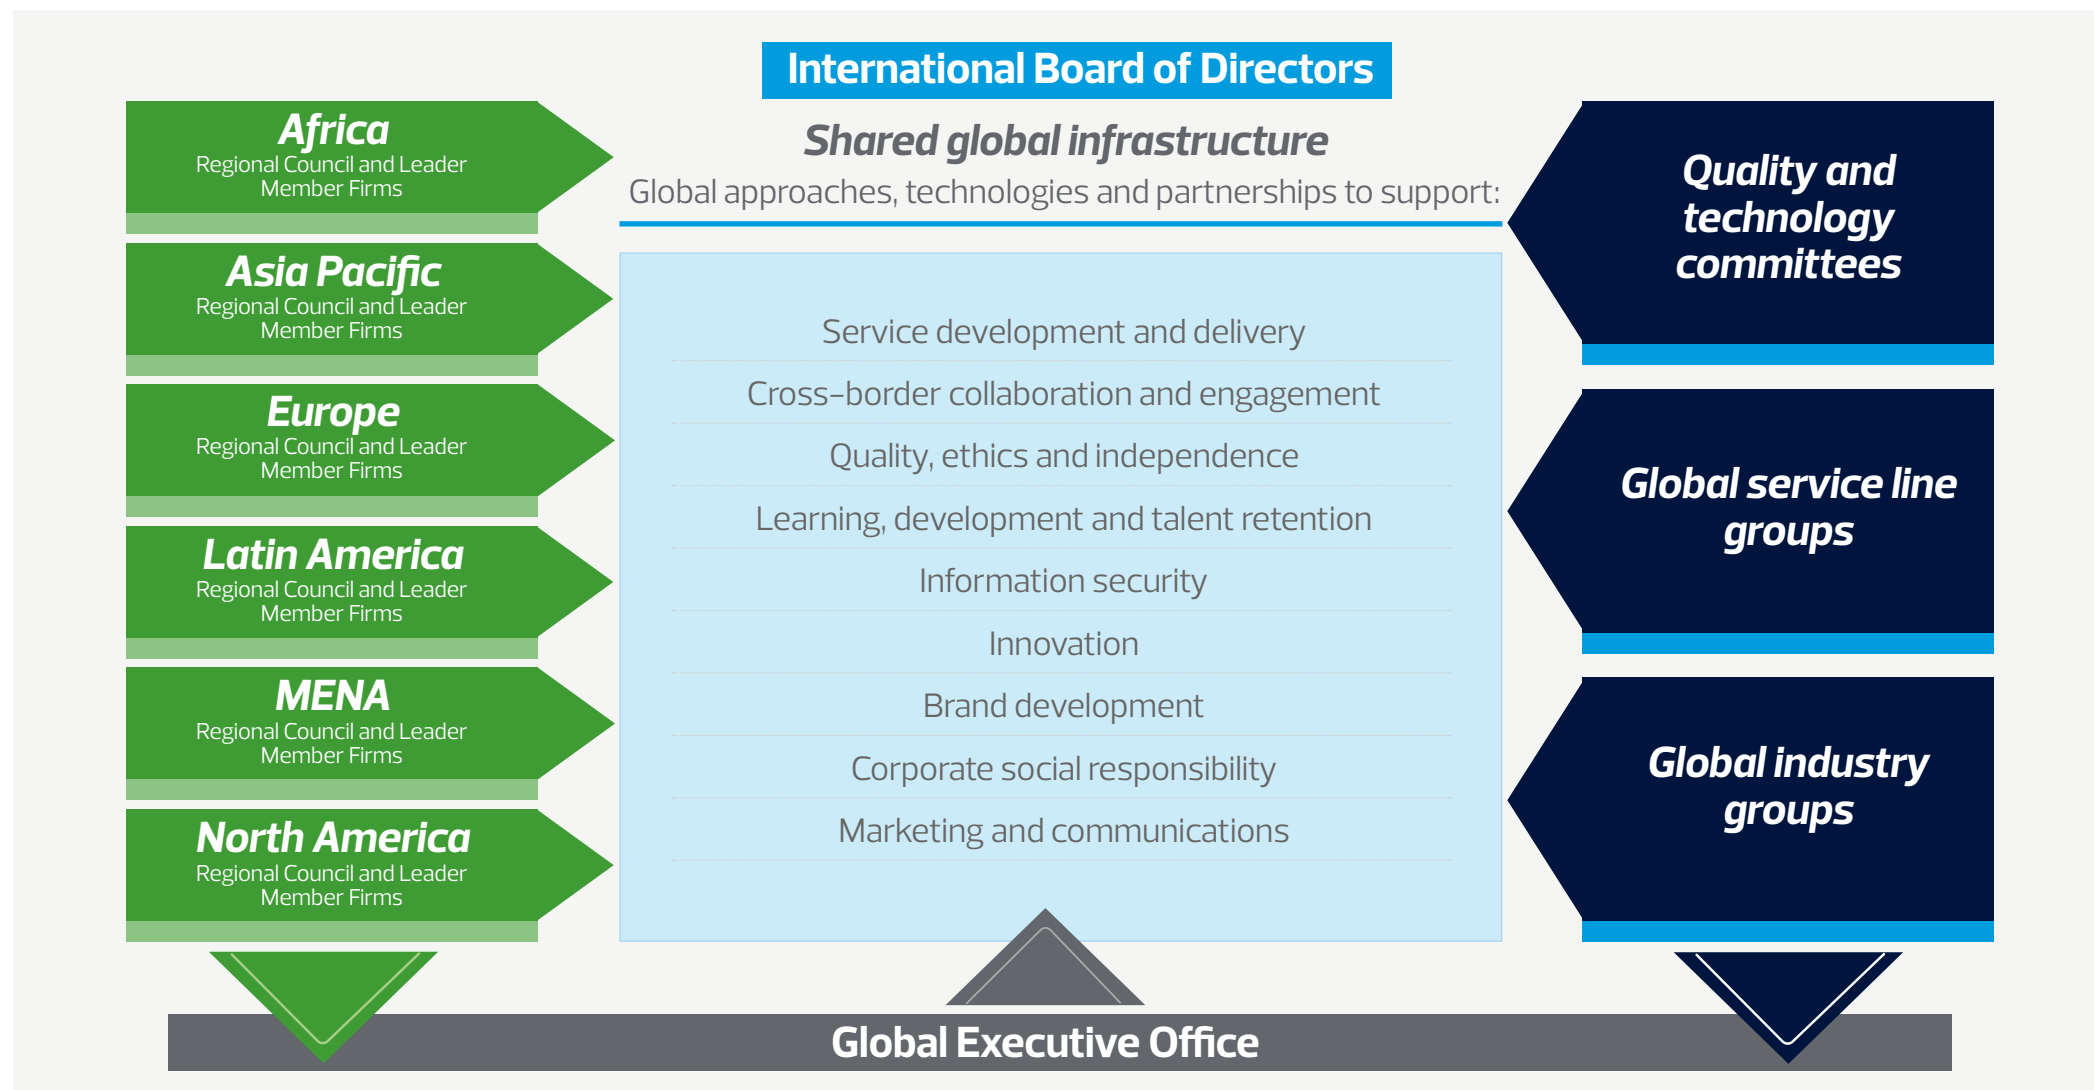 International Board of Directors
Shared global infrastructure
Global approaches, technologies and partnerships to support:
Africa
Regional Council and Leader
Member Firms
Asia Pacific
Regional Council and Leader
Member Firms
Europe
Regional Council and Leader
Member Firms
Latin America
Regional Council and Leader
Member Firms
MENA
Regional Council and Leader
Member Firms
North America
Regional Council and Leader
Member Firms
Service development and delivery
Cross-border collaboration and engagement
Quality, ethics and independence
Learning, development and talent retention
Information security
Innovation
Brand development
Corporate social responsibility
Marketing and communications
Quality and
technology
committees
Global service line
groups
Global industry
groups
Global Executive Office